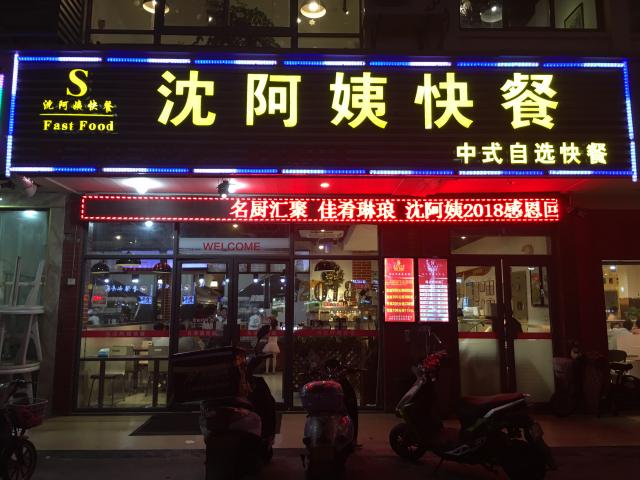 S
沈阿姨快餐
Fast Food
沈阿姨快餐
中式自选快餐
名厨汇聚 佳肴琳琅 沈阿姨2018感恩回
WELCOME